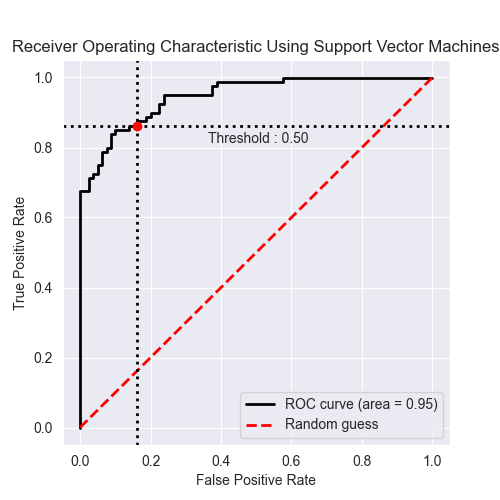 Receiver Operating Characteristic Using Support Vector Machines
1.0
0.8
0.6
0.4
0.2
0.0
True Positive Rate
Threshold : 0.50
ROC curve (area = 0.95)
Random guess
0.0 0.2 0.4 0.6 0.8 1.0
False Positive Rate